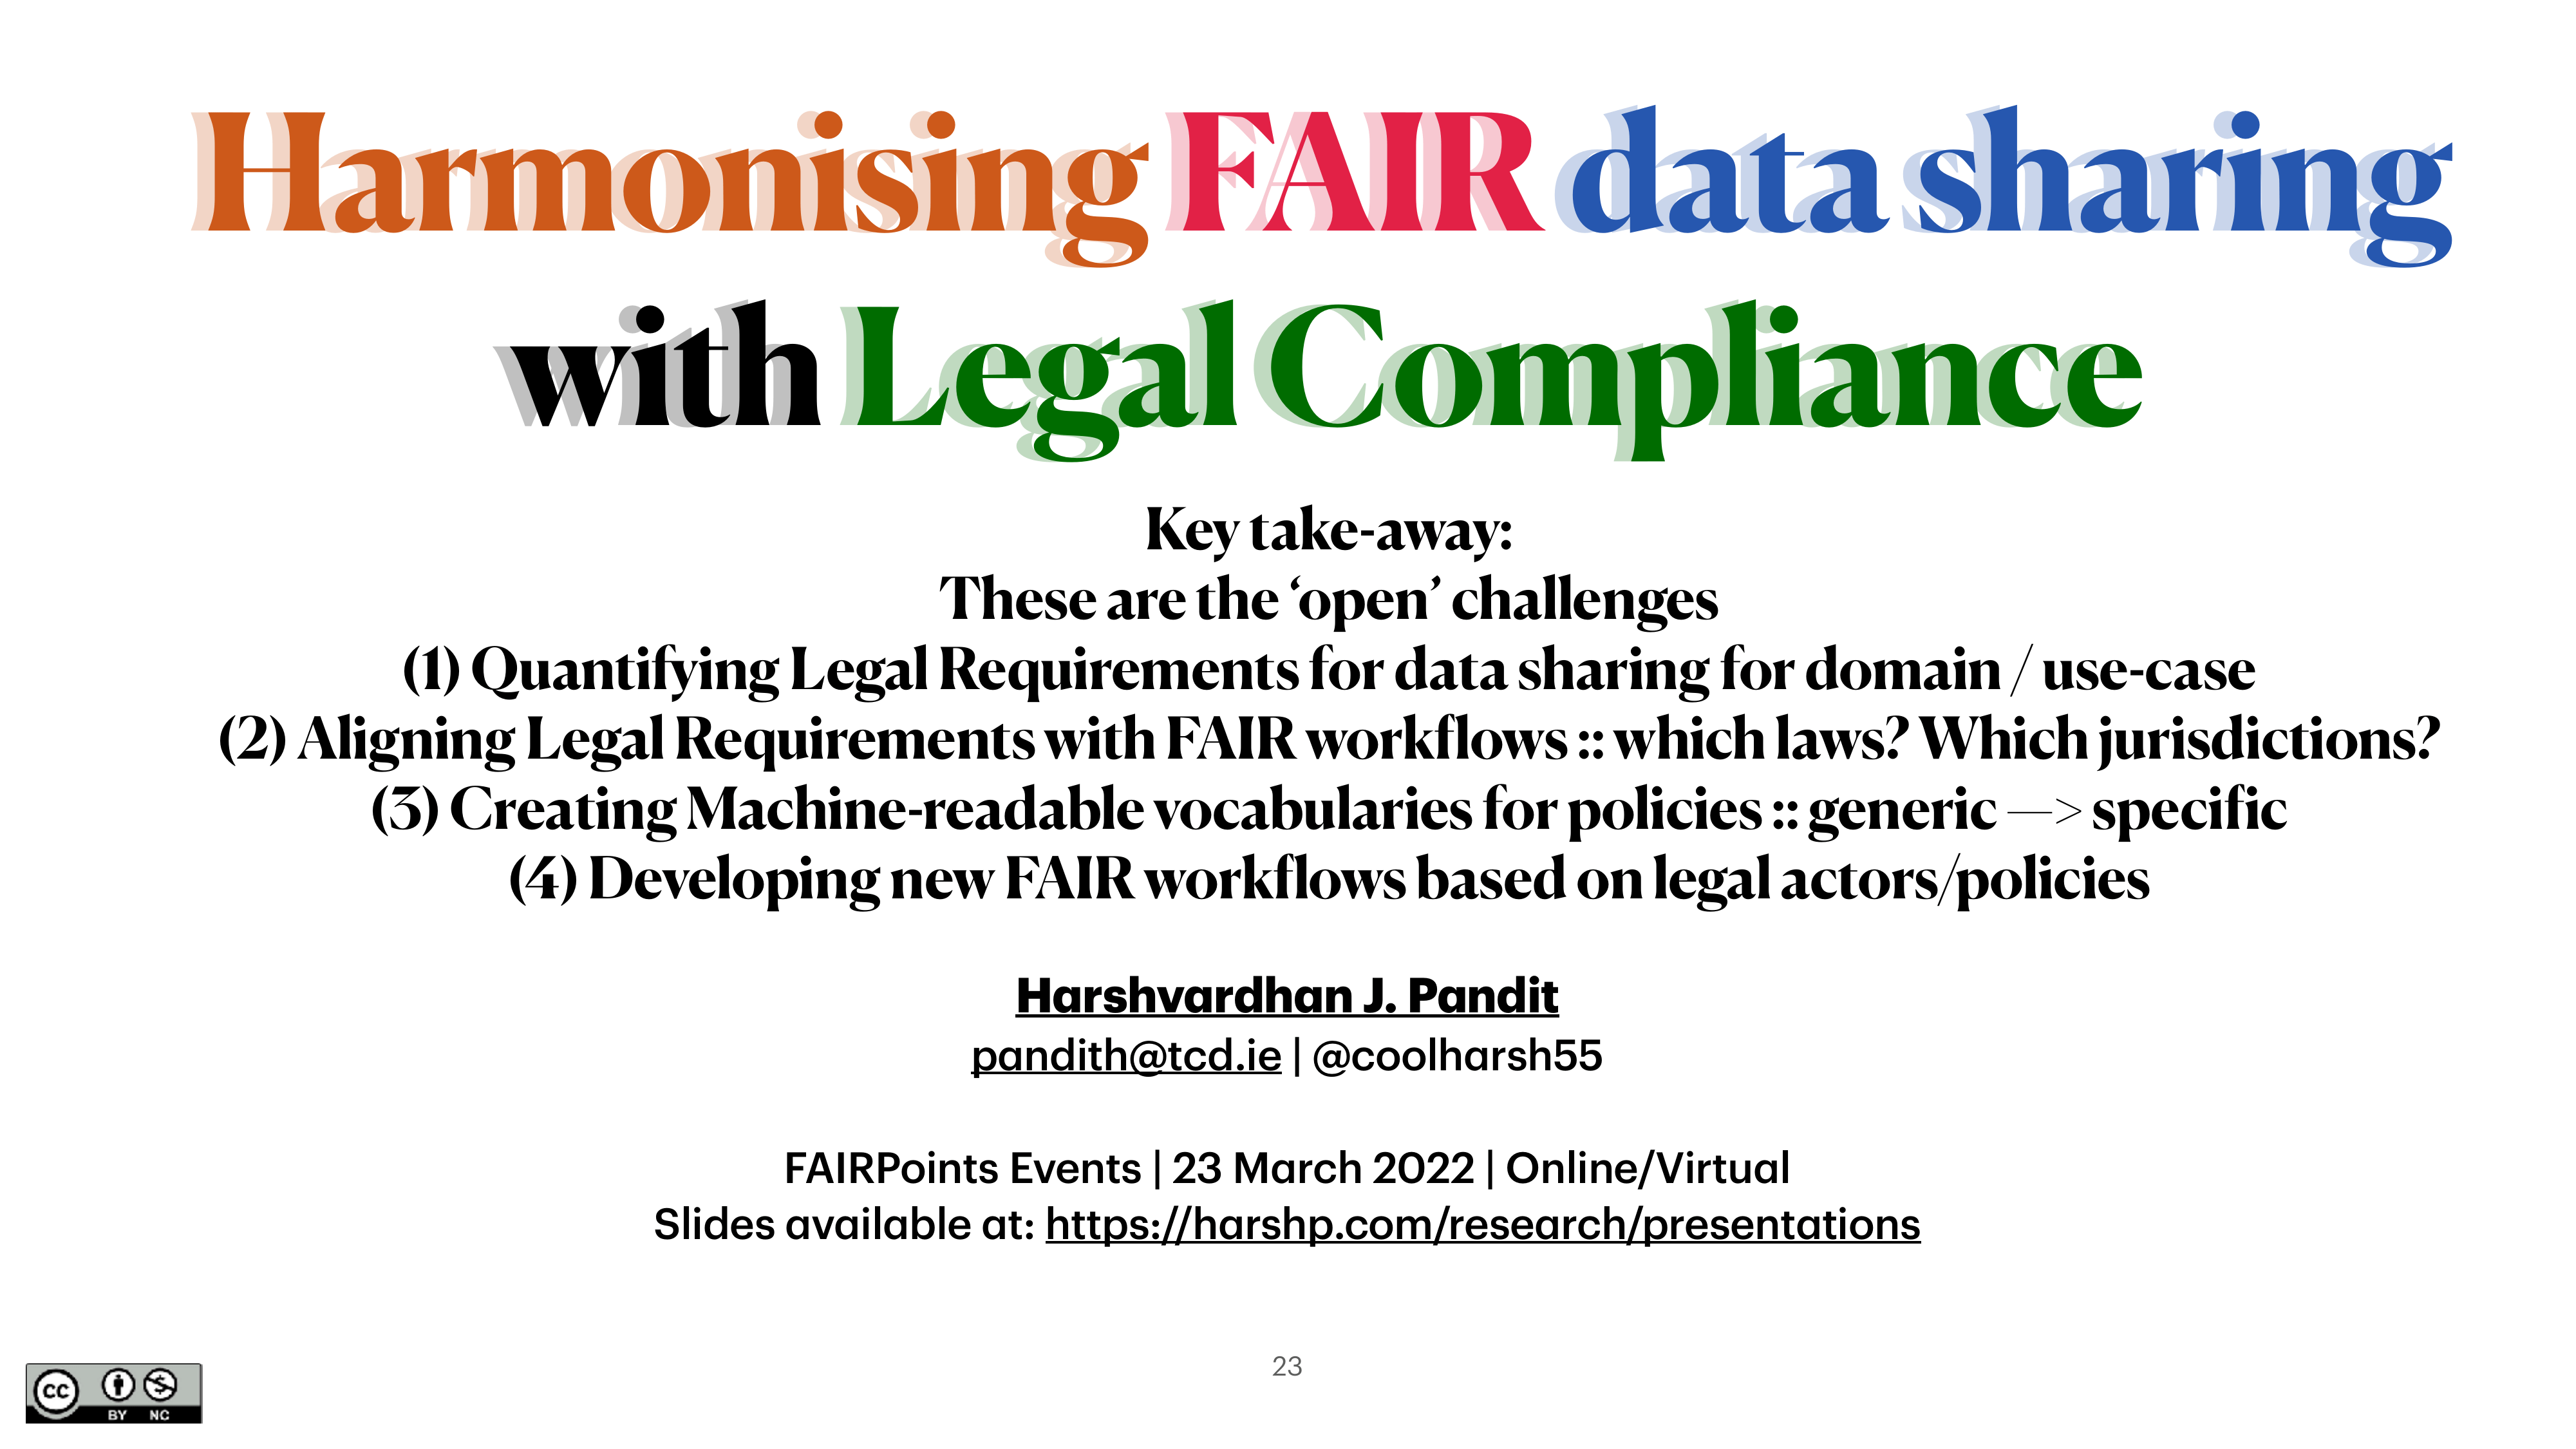 Harmonising FAIR data sharing
with Legal Compliance
Key take-away:
These are the ‘open’ challenges
(1) Quantifying Legal Requirements for data sharing for domain / use-case
(2) Aligning Legal Requirements with FAIR workflows :: which laws? Which jurisdictions?
(3) Creating Machine-readable vocabularies for policies :: generic —> specific
(4) Developing new FAIR workflows based on legal actors/policies
Harshvardhan J. Pandit
pandith@tcd.ie | @coolharsh55
FAIRPoints Events | 23 March 2022 | Online/Virtual
Slides available at: https://harshp.com/research/presentations
23
cc
BY NC